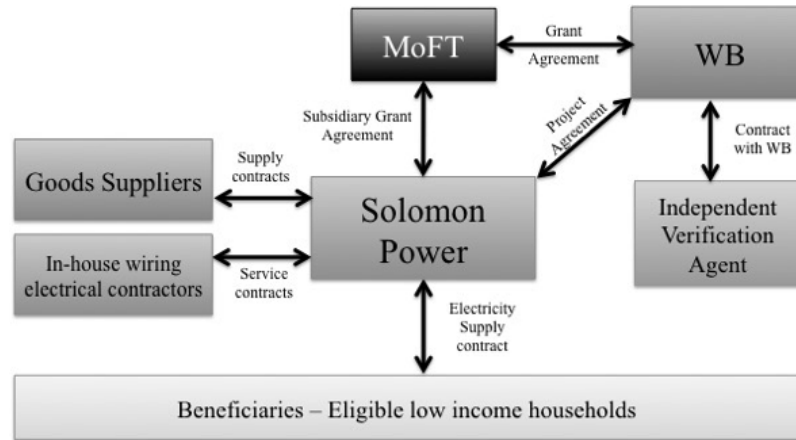 MoFT
Grant
Agreement
WB
Subsidiary Grant
Agreement
Project
Agreement
Contract
with WB
Goods Suppliers
Supply
contracts
Solomon
Power
Independent
Verification
Agent
In-house wiring
electrical contractors
Service
contracts
Electricity
Supply
contract
Beneficiaries – Eligible low income households